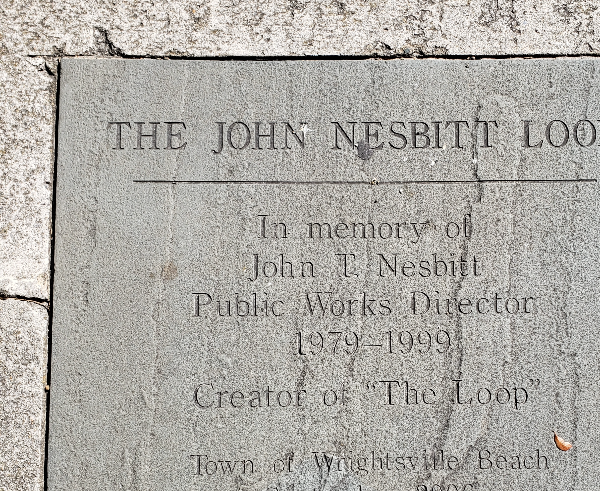 THE JOHN NESBITT LOO
In memory of
John T. Nesbitt
Public Works Director
1979–1999
Creator of "The Loop"
Town of Wrightsville Beach